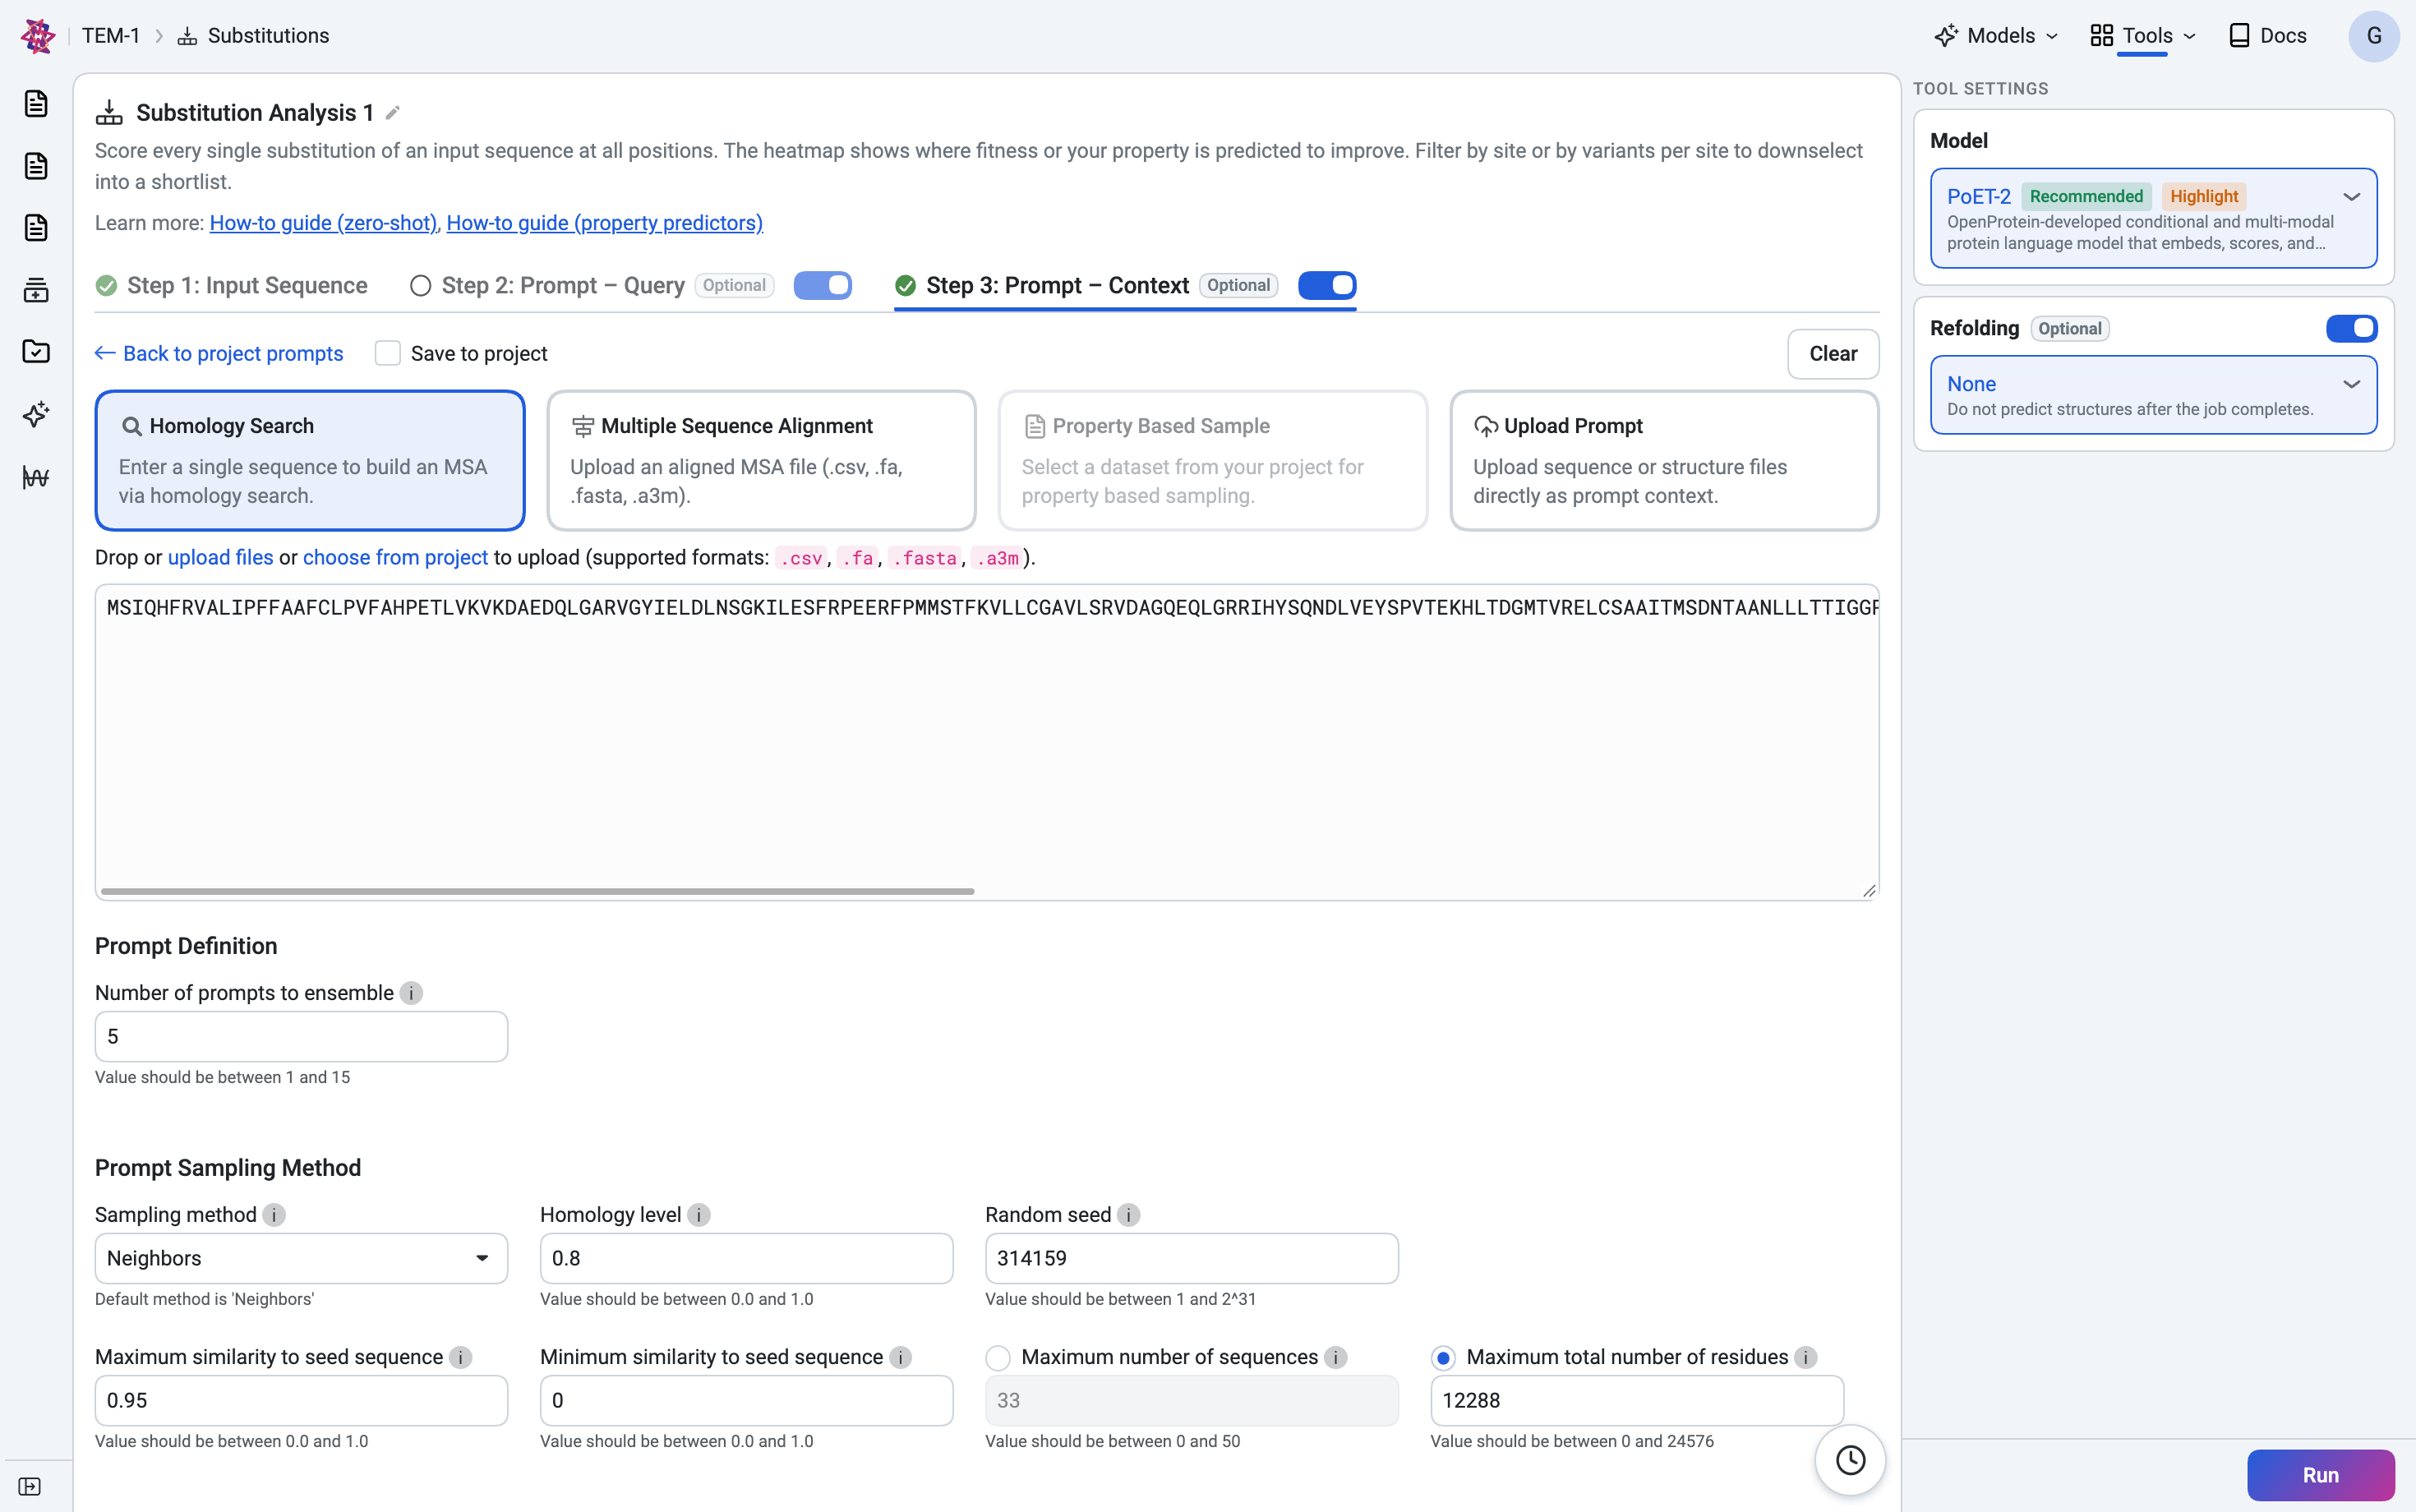 TEM-1 > Substitutions
Models
Tools
Docs
G
Substitution Analysis 1
Score every single substitution of an input sequence at all positions. The heatmap shows where fitness or your property is predicted to improve. Filter by site or by variants per site to downselect
into a shortlist.
Learn more: How-to guide (zero-shot), How-to guide (property predictors)
Step 1: Input Sequence
Step 2: Prompt – Query Optional
Step 3: Prompt – Context Optional
← Back to project prompts
Save to project
Clear
Homology Search
Enter a single sequence to build an MSA
via homology search.
Multiple Sequence Alignment
Upload an aligned MSA file (.csv, .fa,
.fasta, .a3m).
Property Based Sample
Select a dataset from your project for
property based sampling.
Upload Prompt
Upload sequence or structure files
directly as prompt context.
Drop or upload files or choose from project to upload (supported formats: .csv, .fa, .fasta, .a3m).
MSIQHFRVALIPFFAAFCLPVFAHPETLVKVKDAEDQLGARVGYIELDLNSGKILESFRPEERFPMMSTFKVLLCGAVLSRVDAGQEQLGRRIHYSQNDLVEYSPVTEKHLTDGMTVRELCSAAITMSDNTAANLLLTTIGG
Prompt Definition
Number of prompts to ensemble i
5
Value should be between 1 and 15
Prompt Sampling Method
Sampling method i
Neighbors
Default method is 'Neighbors'
Homology level i
0.8
Value should be between 0.0 and 1.0
Random seed i
314159
Value should be between 1 and 2^31
Maximum similarity to seed sequence i
0.95
Value should be between 0.0 and 1.0
Minimum similarity to seed sequence i
0
Value should be between 0.0 and 1.0
Maximum number of sequences i
33
Value should be between 0 and 50
Maximum total number of residues i
12288
Value should be between 0 and 24576
TOOL SETTINGS
Model
PoET-2 Recommended Highlight
OpenProtein-developed conditional and multi-modal
protein language model that embeds, scores, and...
Refolding Optional
None
Do not predict structures after the job completes.
Run